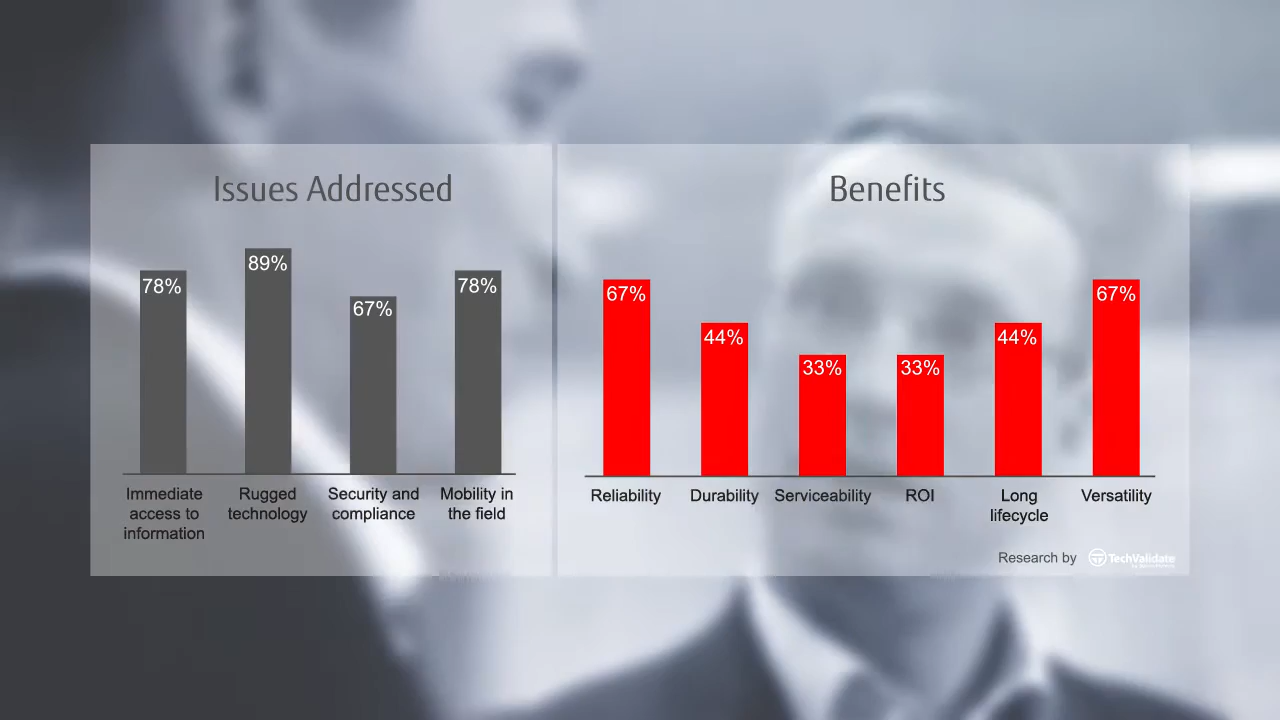 Issues Addressed
78%
89%
67%
78%
Immediate
access to
information
Rugged
technology
Security and
compliance
Mobility in
the field
Benefits
67%
44%
33%
33%
44%
67%
Reliability
Durability
Serviceability
ROI
Long
lifecycle
Versatility
Research by TechValidate